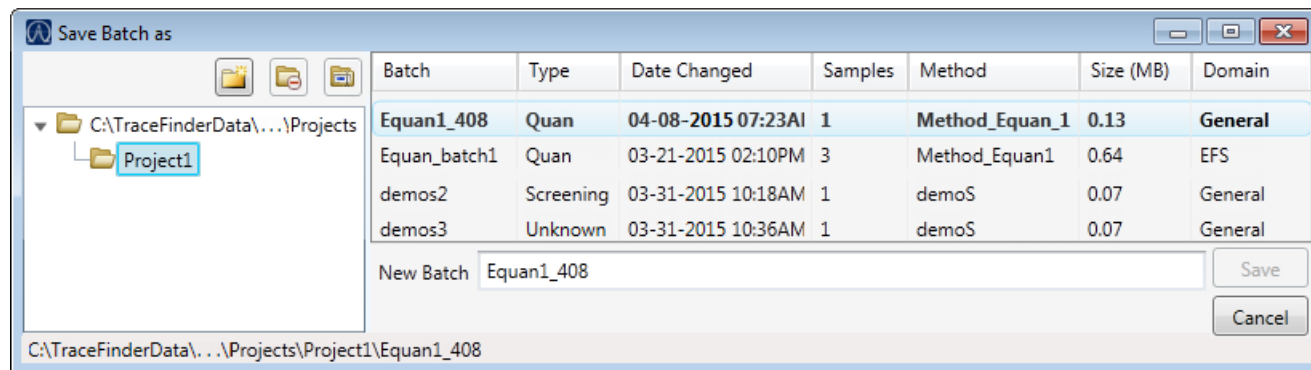 Save Batch as
Batch Type Date Changed Samples Method Size (MB) Domain
C:\TraceFinderData\...\Projects
Project1
Equan1_408 Quan 04-08-2015 07:23AI 1 Method_Equan_1 0.13 General
Equan_batch1 Quan 03-21-2015 02:10PM 3 Method_Equan1 0.64 EFS
demos2 Screening 03-31-2015 10:18AM 1 demoS 0.07 General
demos3 Unknown 03-31-2015 10:36AM 1 demoS 0.07 General
New Batch Equan1_408 Save
Cancel
C:\TraceFinderData\. . .\Projects\Project1\Equan1_408